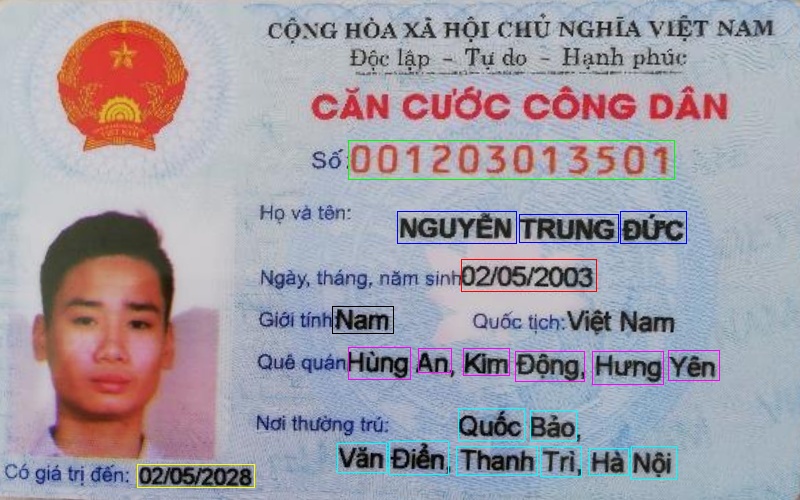 CỘNG HÒA XÃ HỘI CHỦ NGHĨA VIỆT NAM
Độc lập - Tự do - Hạnh phúc
CĂN CƯỚC CÔNG DÂN
Số: 001203013501
Họ và tên: NGUYỄN TRUNG ĐỨC
Ngày, tháng, năm sinh: 02/05/2003
Giới tính: Nam Quốc tịch: Việt Nam
Quê quán: Hùng An, Kim Động, Hưng Yên
Nơi thường trú: Quốc Bảo,
Văn Điển, Thanh Trì, Hà Nội
Có giá trị đến: 02/05/2028